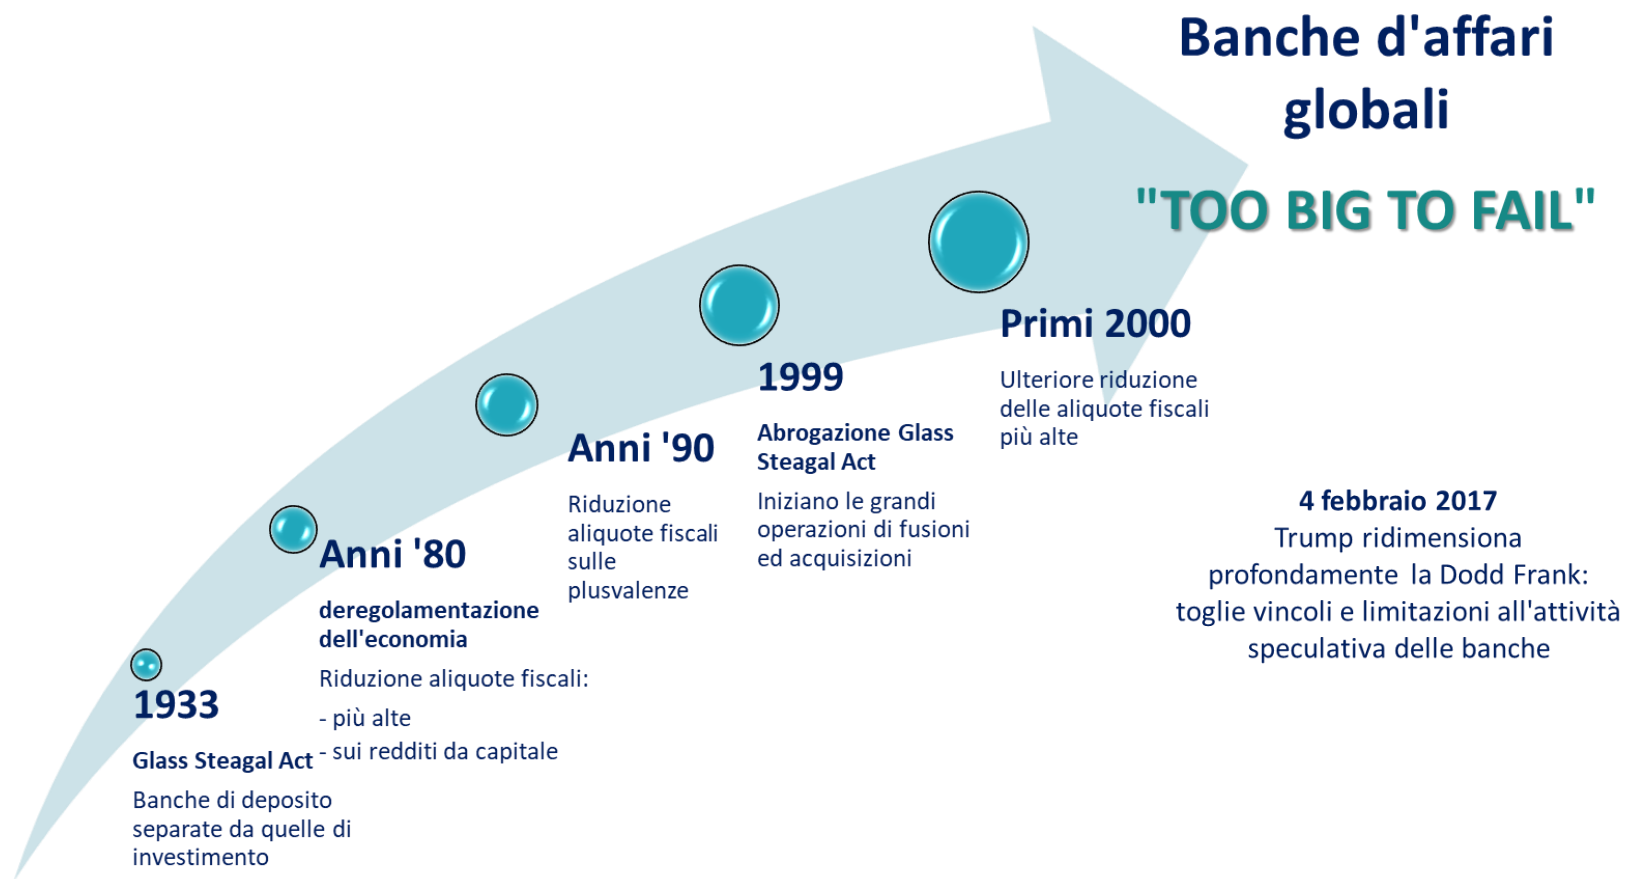 Banche d'affari
globali
"TOO BIG TO FAIL"
1933
Glass Steagal Act
Banche di deposito
separate da quelle di
investimento
Anni '80
deregolamentazione
dell'economia
Riduzione aliquote fiscali:
- più alte
- sui redditi da capitale
Anni '90
Riduzione
aliquote fiscali
sulle
plusvalenze
1999
Abrogazione Glass
Steagal Act
Iniziano le grandi
operazioni di fusioni
ed acquisizioni
Primi 2000
Ulteriore riduzione
delle aliquote fiscali
più alte
4 febbraio 2017
Trump ridimensiona
profondamente la Dodd Frank:
toglie vincoli e limitazioni all'attività
speculativa delle banche